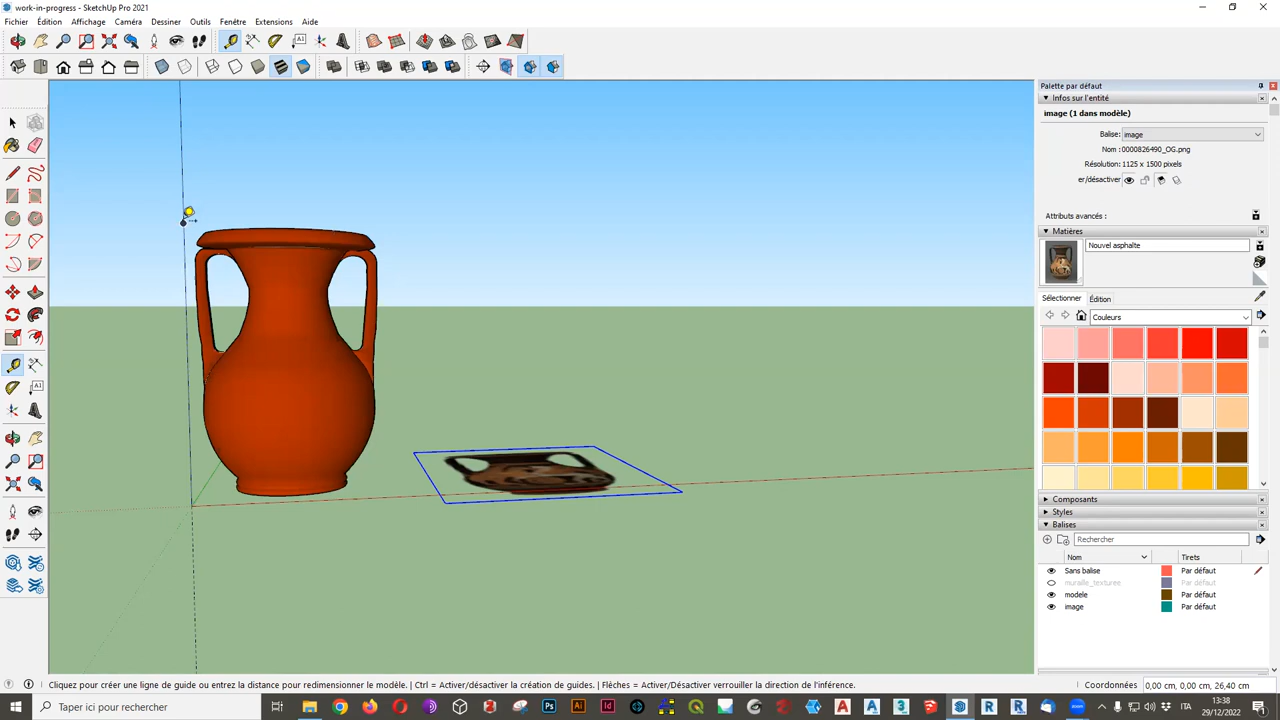 work-in-progress - SketchUp Pro 2021
Fichier Édition Affichage Caméra Dessiner Outils Fenêtre Extensions Aide
Palette par défaut
Infos sur l'entité
image (1 dans modèle)
Balise: image
Nom : 0000826490_OG.png
Résolution: 1125 x 1500 pixels
er/désactiver
Attributs avancés :
Matières
Nouvel asphalte
Sélectionner Édition
Couleurs
Composants
Styles
Balises
Rechercher
Nom Tirets
Sans balise Par défaut
muraille_texturee Par défaut
modele Par défaut
image Par défaut
Cliquez pour créer une ligne de guide ou entrez la distance pour redimensionner le modèle. | Ctrl = Activer/désactiver la création de guides. | Flèches = Activer/Désactiver verrouiller la direction de l'inférence.
Coordonnées 0,00 cm, 0,00 cm, 26,40 cm
Taper ici pour rechercher
ITA
13:38
29/12/2022